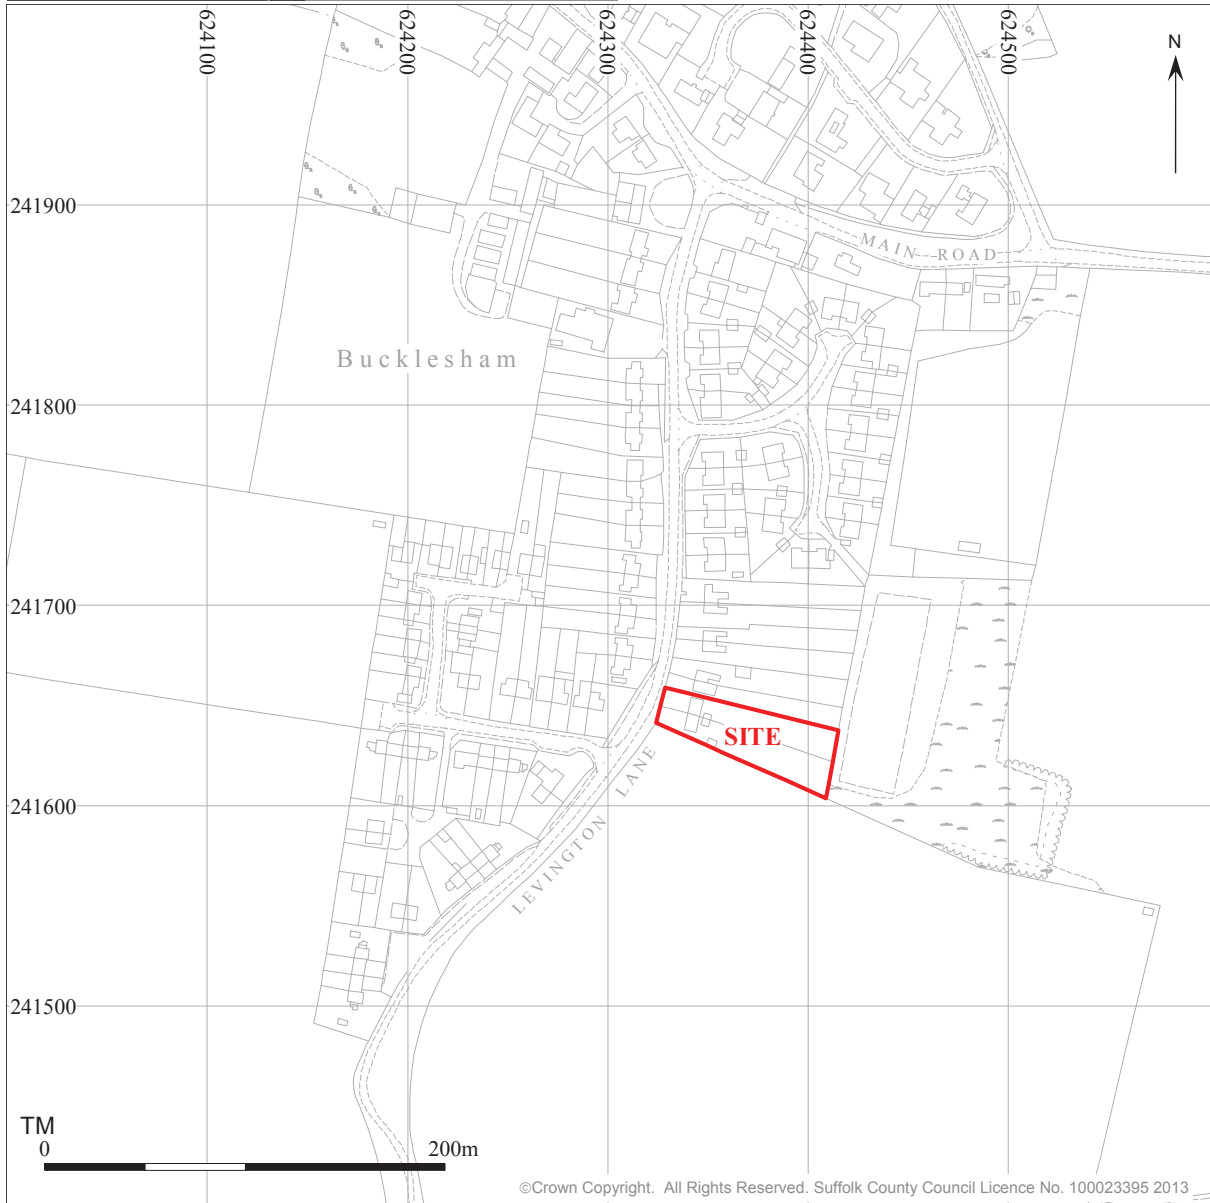 624100
624200
624300
624400
624500
N
241900
MAIN ROAD
Bucklesham
241800
241700
SITE
LEVINGTON LANE
241600
241500
TM
0 200m
©Crown Copyright. All Rights Reserved. Suffolk County Council Licence No. 100023395 2013